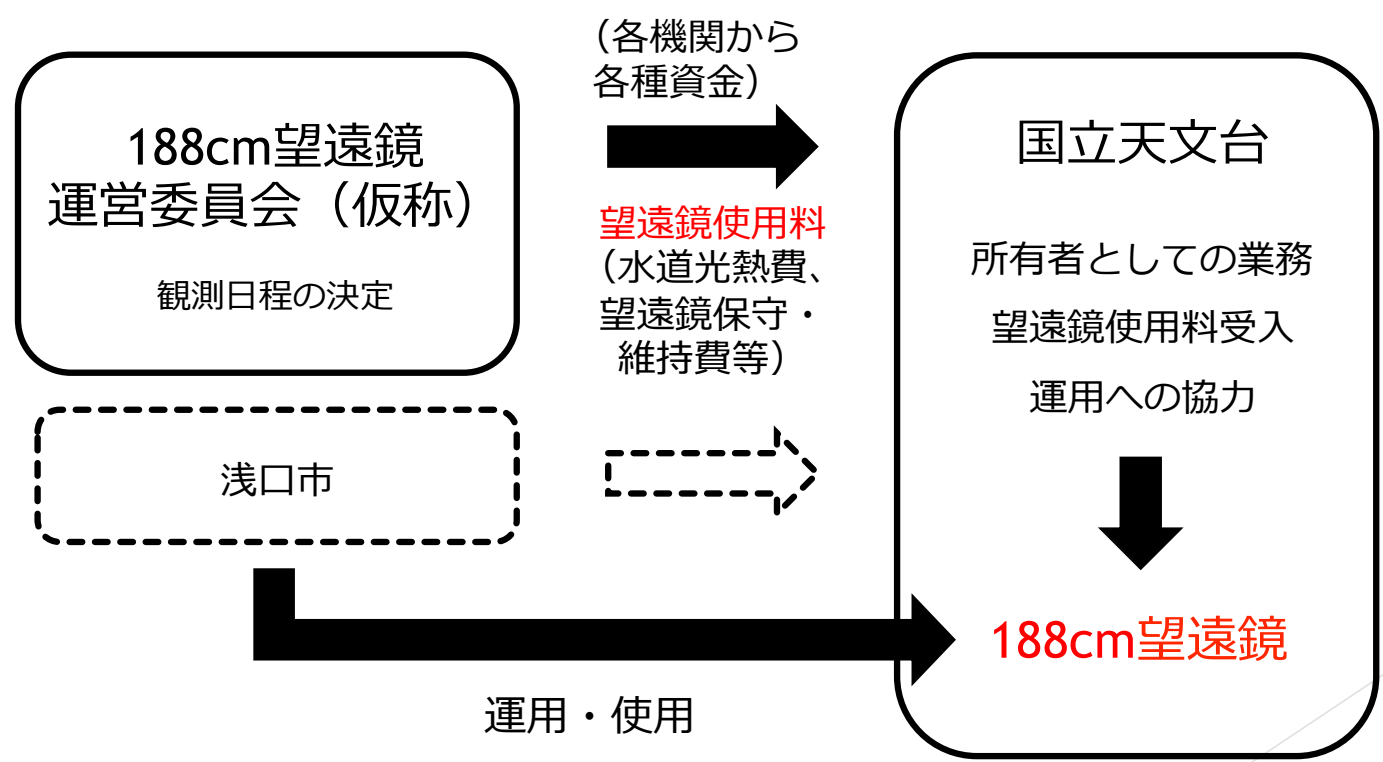 188cm望遠鏡
運営委員会（仮称）
観測日程の決定
浅口市
（各機関から
各種資金）
望遠鏡使用料
（水道光熱費、
望遠鏡保守・
維持費等）
運用・使用
国立天文台
所有者としての業務
望遠鏡使用料受入
運用への協力
188cm望遠鏡